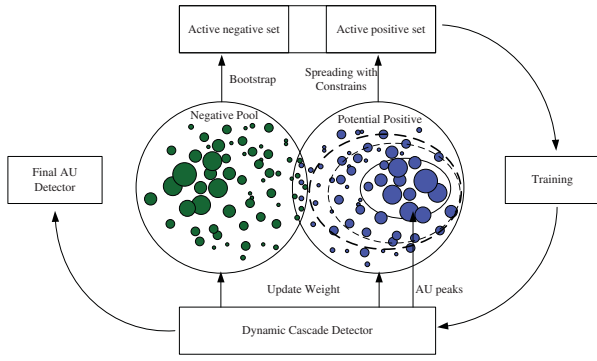 Active negative set
Active positive set
Bootstrap
Spreading with
Constrains
Negative Pool
Potential Positive
Final AU
Detector
Training
Update Weight
AU peaks
Dynamic Cascade Detector